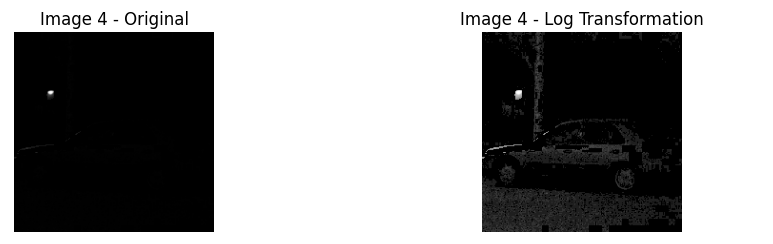 Image 4 - Original
Image 4 - Log Transformation